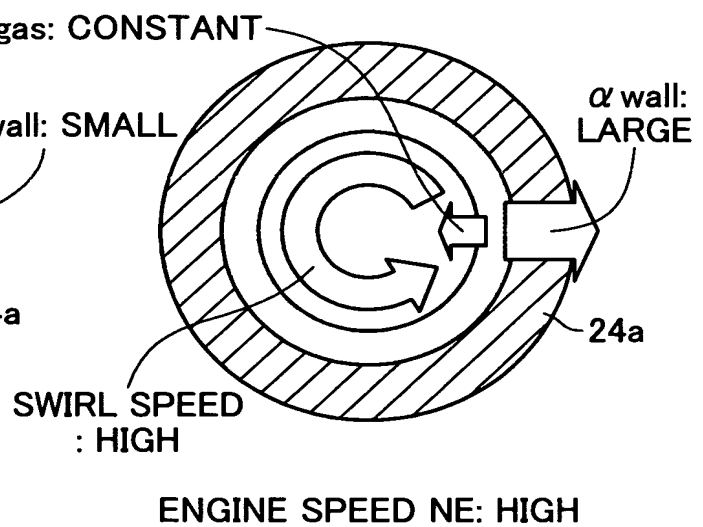 gas: CONSTANT
α wall:
LARGE
wall: SMALL
24a
SWIRL SPEED
: HIGH
ENGINE SPEED NE: HIGH